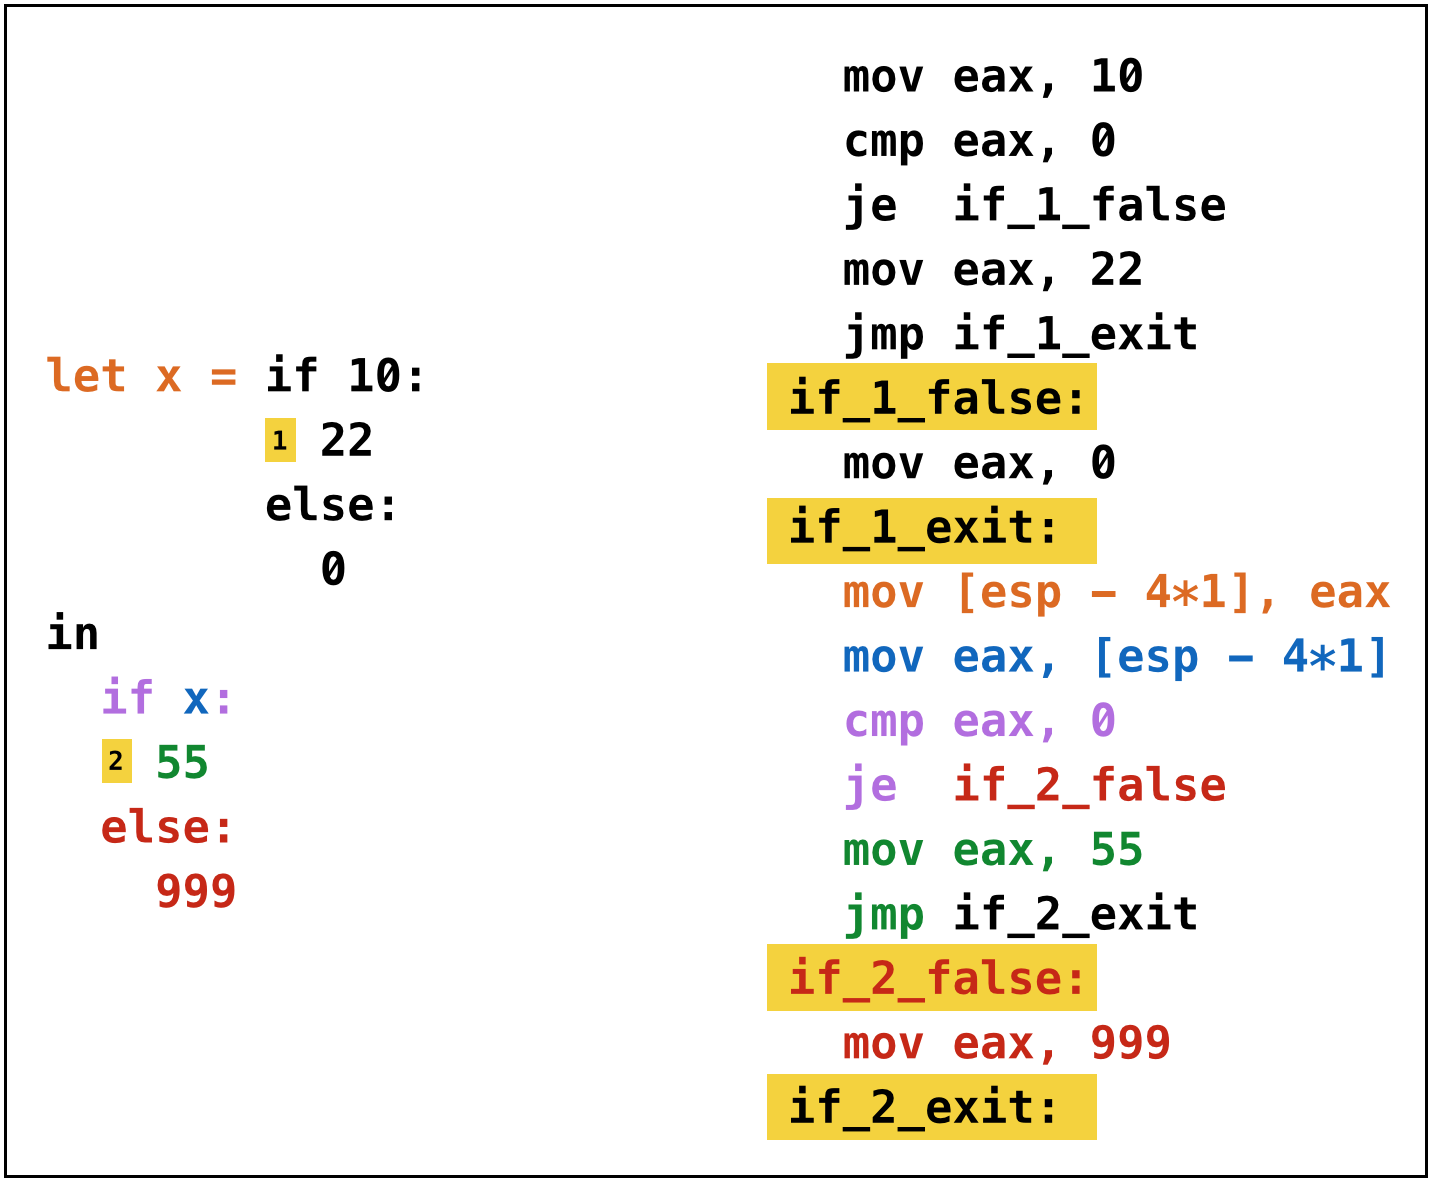 let x = if 10:
1 22
else:
0
in
if x:
2 55
else:
999
mov eax, 10
cmp eax, 0
je  if_1_false
mov eax, 22
jmp if_1_exit
if_1_false:
mov eax, 0
if_1_exit:
mov [esp - 4*1], eax
mov eax, [esp - 4*1]
cmp eax, 0
je  if_2_false
mov eax, 55
jmp if_2_exit
if_2_false:
mov eax, 999
if_2_exit: